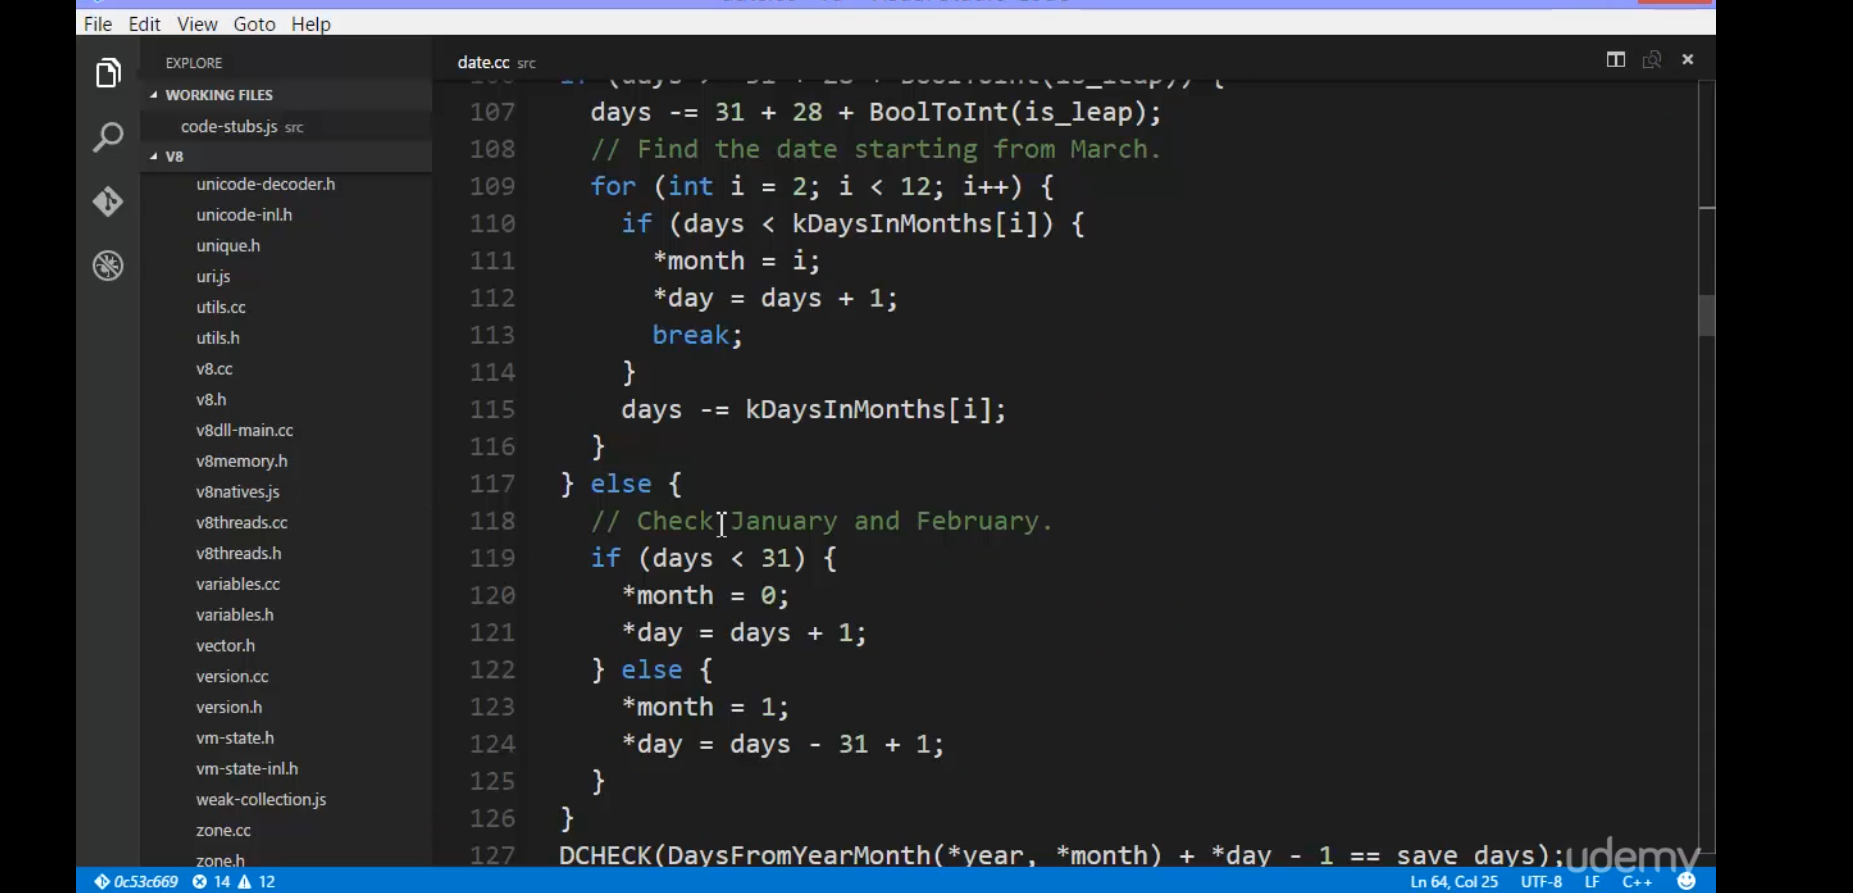 File Edit View Goto Help
EXPLORE
WORKING FILES
code-stubs.js src
V8
unicode-decoder.h
unicode-inl.h
unique.h
uri.js
utils.cc
utils.h
v8.cc
v8.h
v8dll-main.cc
v8memory.h
v8natives.js
v8threads.cc
v8threads.h
variables.cc
variables.h
vector.h
version.cc
version.h
vm-state.h
vm-state-inl.h
weak-collection.js
zone.cc
zone.h
date.cc src
107 days -= 31 + 28 + BoolToInt(is_leap);
108 // Find the date starting from March.
109 for (int i = 2; i < 12; i++) {
110 if (days < kDaysInMonths[i]) {
111 *month = i;
112 *day = days + 1;
113 break;
114 }
115 days -= kDaysInMonths[i];
116 }
117 } else {
118 // Check January and February.
119 if (days < 31) {
120 *month = 0;
121 *day = days + 1;
122 } else {
123 *month = 1;
124 *day = days - 31 + 1;
125 }
126 }
127 DCHECK(DaysFromYearMonth(*year, *month) + *day - 1 == save_days);
udemy
0c53c669 14 12
Ln 64, Col 25 UTF-8 LF C++